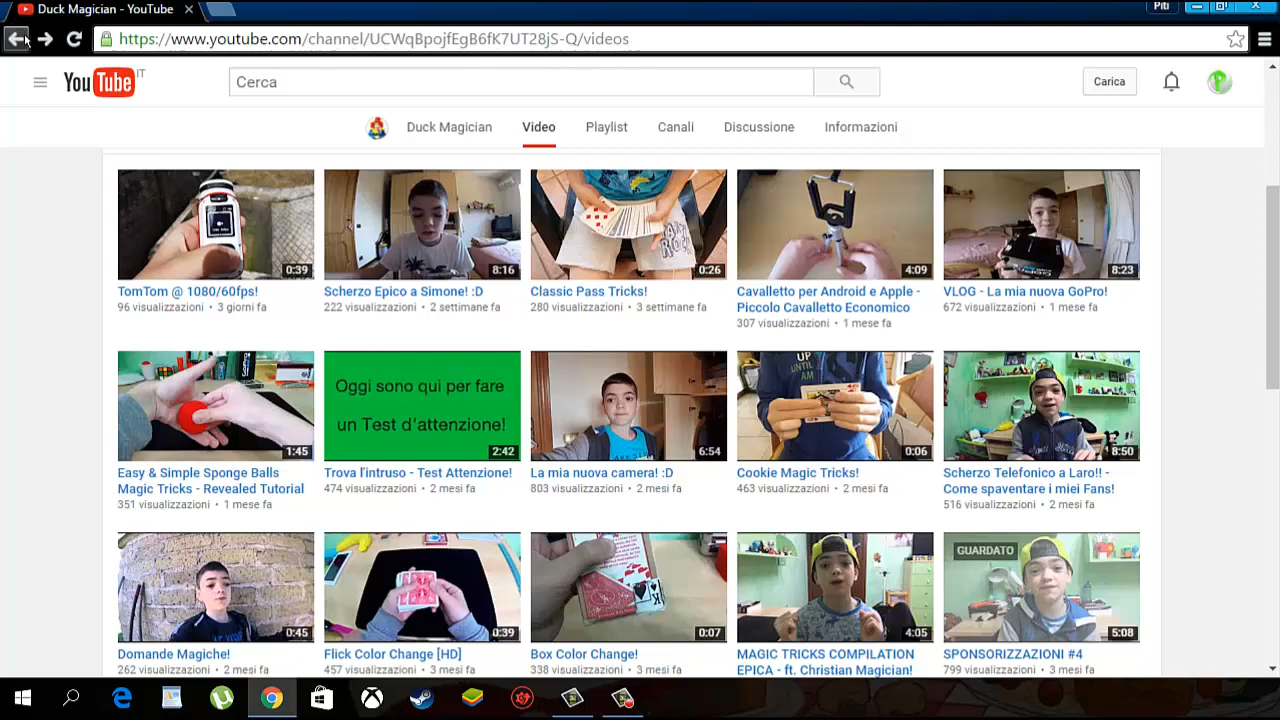 Duck Magician - YouTube
Piti
https://www.youtube.com/channel/UCWqBpojfEgB6fK7UT28jS-Q/videos
YouTube IT
Cerca
Carica
Duck Magician
Video
Playlist
Canali
Discussione
Informazioni
0:39
8:16
0:26
4:09
8:23
TomTom @ 1080/60fps!
Scherzo Epico a Simone! :D
Classic Pass Tricks!
Cavalletto per Android e Apple -
VLOG - La mia nuova GoPro!
96 visualizzazioni • 3 giorni fa
222 visualizzazioni • 2 settimane fa
280 visualizzazioni • 3 settimane fa
Piccolo Cavalletto Economico
672 visualizzazioni • 1 mese fa
307 visualizzazioni • 1 mese fa
UP
UNTIL
AM
Oggi sono qui per fare
un Test d'attenzione!
1:45
2:42
6:54
0:06
8:50
Easy & Simple Sponge Balls
Trova l'intruso - Test Attenzione!
La mia nuova camera! :D
Cookie Magic Tricks!
Scherzo Telefonico a Laro!! -
Magic Tricks - Revealed Tutorial
474 visualizzazioni • 2 mesi fa
803 visualizzazioni • 2 mesi fa
463 visualizzazioni • 2 mesi fa
Come spaventare i miei Fans!
351 visualizzazioni • 1 mese fa
516 visualizzazioni • 2 mesi fa
GUARDATO
K
0:45
0:39
0:07
4:05
5:08
Domande Magiche!
Flick Color Change [HD]
Box Color Change!
MAGIC TRICKS COMPILATION
SPONSORIZZAZIONI #4
262 visualizzazioni • 2 mesi fa
457 visualizzazioni • 3 mesi fa
338 visualizzazioni • 3 mesi fa
EPICA - ft. Christian Magician!
799 visualizzazioni • 3 mesi fa